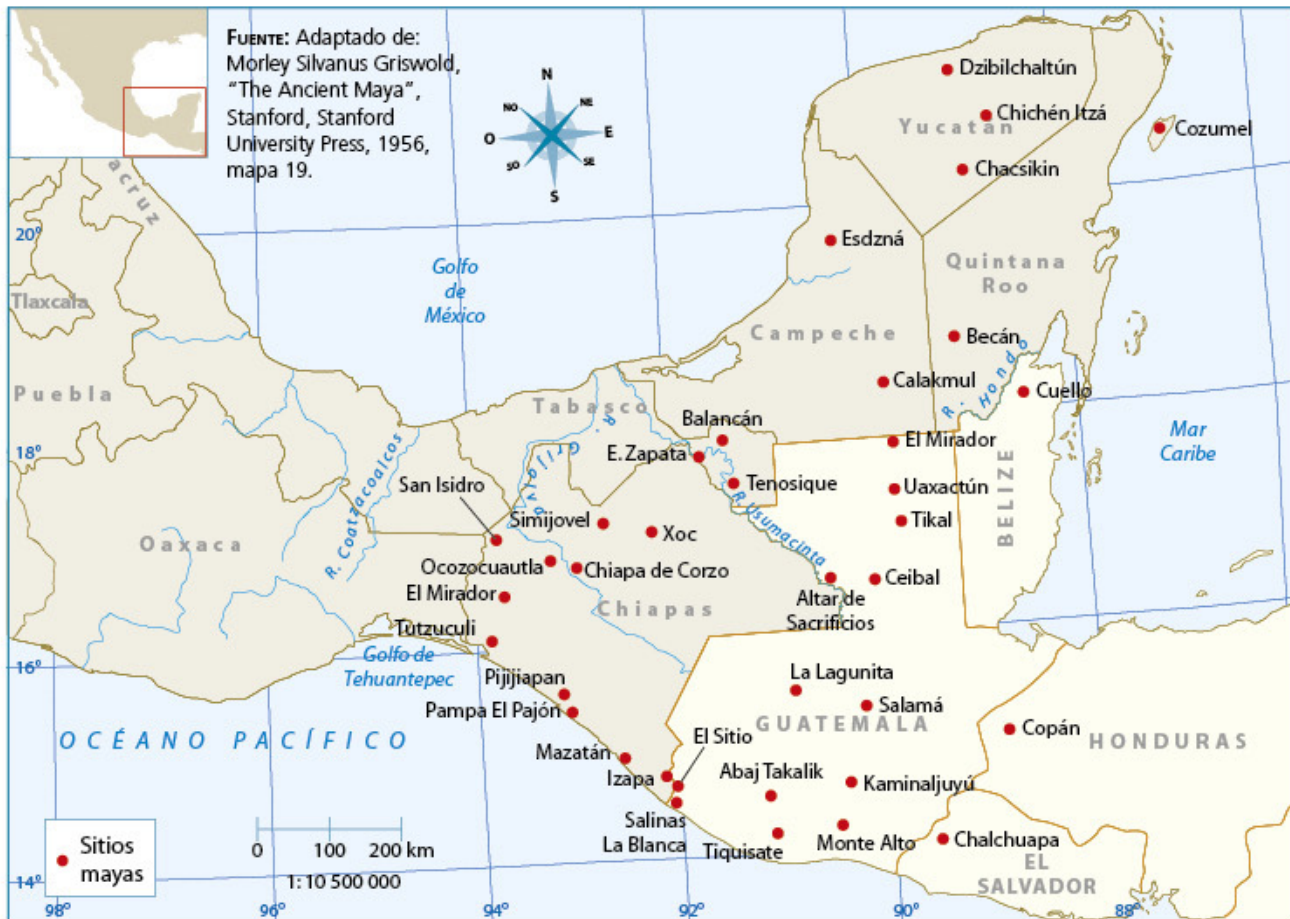 FUENTE: Adaptado de:
Morley Silvanus Griswold,
"The Ancient Maya",
Stanford, Stanford
University Press, 1956,
mapa 19.
N
NO
NE
O
E
SO
SE
S
Dzibilchaltún
Chichén Itzá
Yucatán
Cozumel
Chacsikin
acruz
20°
Esdzná
Golfo
de
México
Quintana
Roo
Tlaxcala
Campeche
Becán
Puebla
Calakmul
R. Hondo
Cuello
Tabasco
Balancán
El Mirador
Mar
Caribe
18°
R. Grijalva
E. Zapata
San Isidro
Tenosique
Uaxactún
R. Coatzacoalcos
Simijovel
R. Usumacinta
Tikal
BELIZE
Oaxaca
Xoc
Ocozocuautla
Chiapa de Corzo
Ceibal
El Mirador
Chiapas
Altar de
Sacrificios
Tutzuculi
Golfo de
Tehuantepec
16°
Pijijiapan
La Lagunita
Pampa El Pajón
Salamá
GUATEMALA
OCÉANO PACÍFICO
El Sitio
Copán
HONDURAS
Mazatán
Izapa
Abaj Takalik
Kaminaljuyú
Salinas
La Blanca
Tiquisate
Monte Alto
Chalchuapa
EL
SALVADOR
Sitios
mayas
0 100 200 km
1:10 500 000
14°
98°
96°
94°
92°
90°
88°